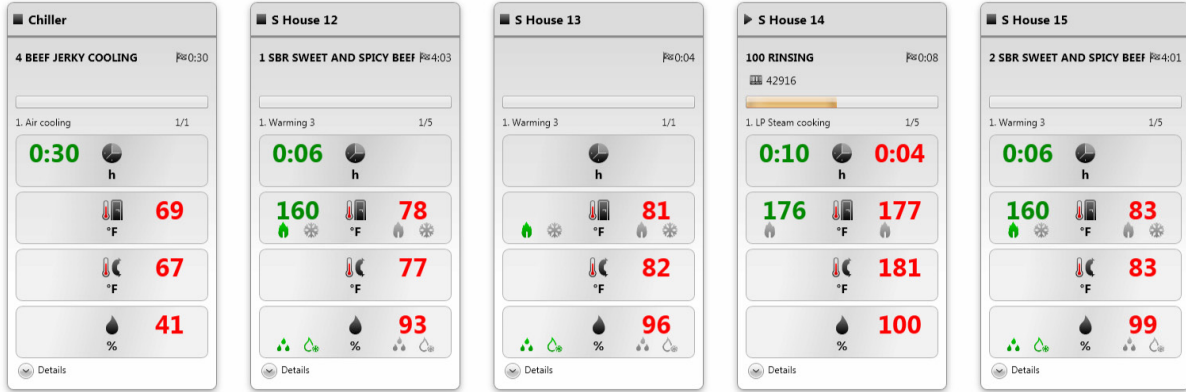 Chiller
4 BEEF JERKY COOLING 0:30
1. Air cooling 1/1
0:30
h
69
°F
67
°F
41
%
Details
S House 12
1 SBR SWEET AND SPICY BEEF 4:03
1. Warming 3 1/5
0:06
h
160 78
°F
77
°F
93
%
Details
S House 13
0:04
1. Warming 3 1/1
h
81
°F
82
°F
96
%
Details
S House 14
100 RINSING 0:08
42916
1. LP Steam cooking 1/5
0:10 0:04
h
176 177
°F
181
°F
100
%
Details
S House 15
2 SBR SWEET AND SPICY BEEF 4:01
1. Warming 3 1/5
0:06
h
160 83
°F
83
°F
99
%
Details